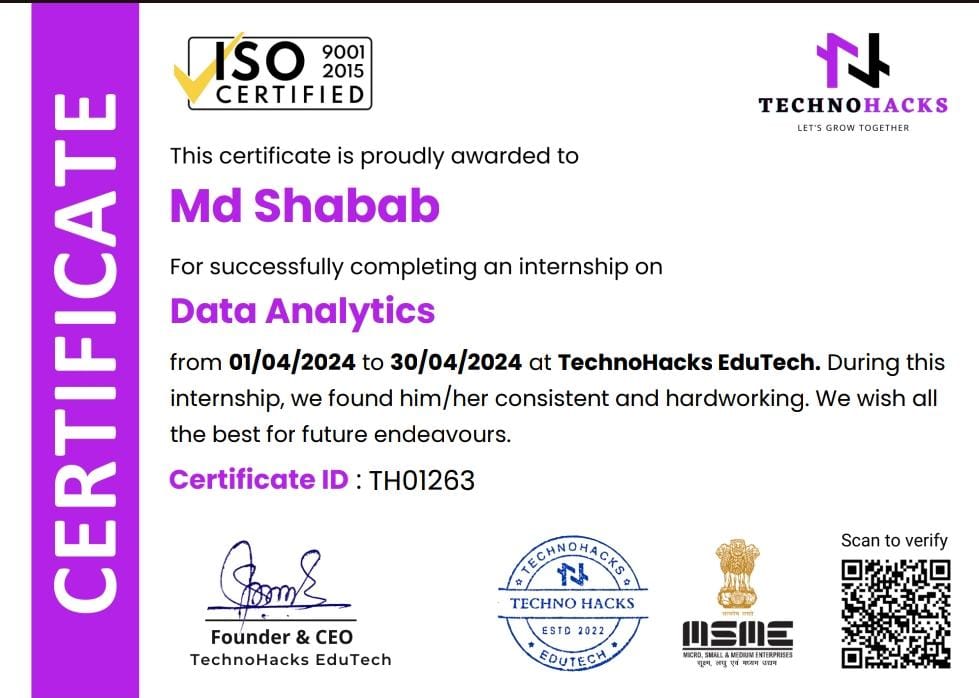 CERTIFICATE
ISO 9001
2015
CERTIFIED
TECHNOHACKS
LET'S GROW TOGETHER
This certificate is proudly awarded to
Md Shabab
For successfully completing an internship on
Data Analytics
from 01/04/2024 to 30/04/2024 at TechnoHacks EduTech. During this
internship, we found him/her consistent and hardworking. We wish all
the best for future endeavours.
Certificate ID : TH01263
Founder & CEO
TechnoHacks EduTech
TECHNOHACKS
TECHNO HACKS
ESTD 2022
EDUTECH
सत्यमेव जयते
MSME
MICRO, SMALL & MEDIUM ENTERPRISES
सूक्ष्म, लघु एवं मध्यम उद्यम
Scan to verify